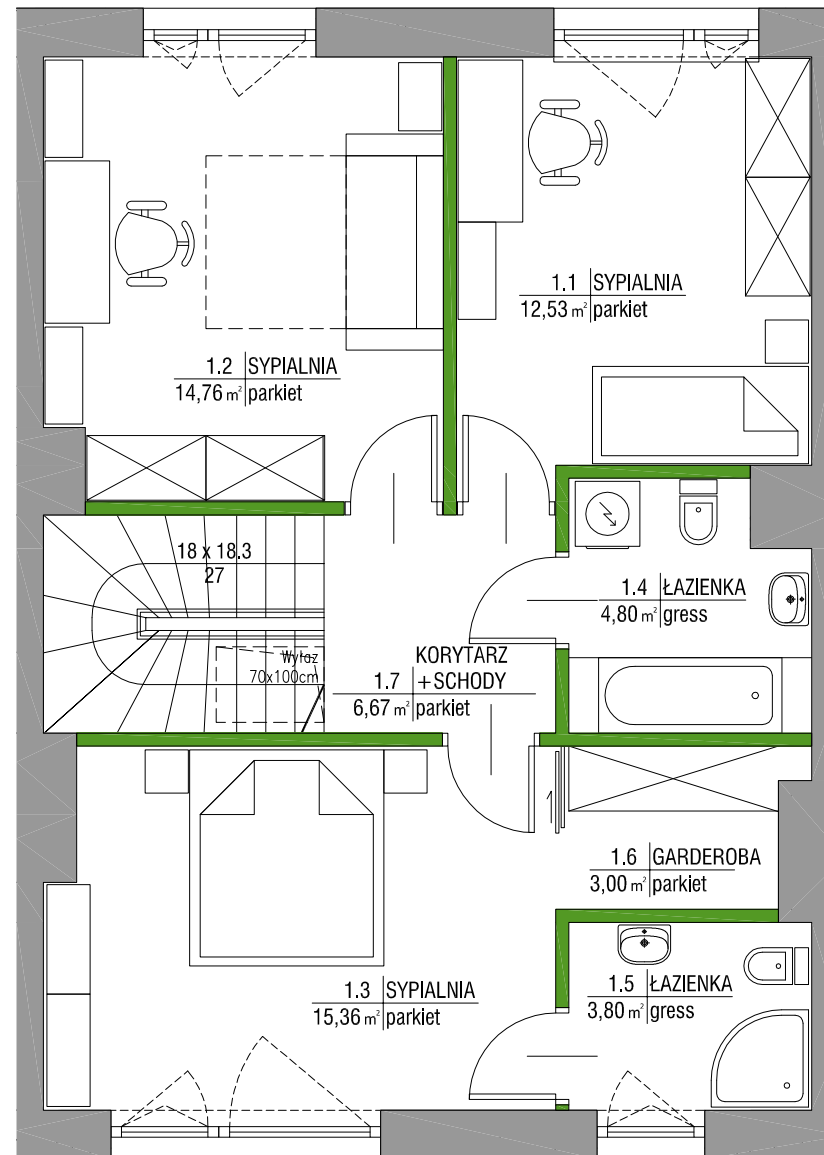 1.1 SYPIALNIA
12,53 m² parkiet
1.2 SYPIALNIA
14,76 m² parkiet
18 x 18.3
27
1.4 ŁAZIENKA
4,80 m² gress
Wyłaz
70x100cm
KORYTARZ
1.7 +SCHODY
6,67 m² parkiet
1
1.6 GARDEROBA
3,00 m² parkiet
1.3 SYPIALNIA
15,36 m² parkiet
1.5 ŁAZIENKA
3,80 m² gress